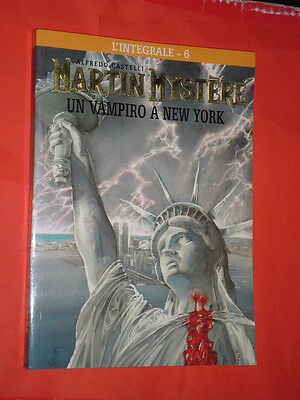 L'INTEGRALE - 6
ALFREDO CASTELLI
MARTIN MYSTÈRE
UN VAMPIRO A NEW YORK